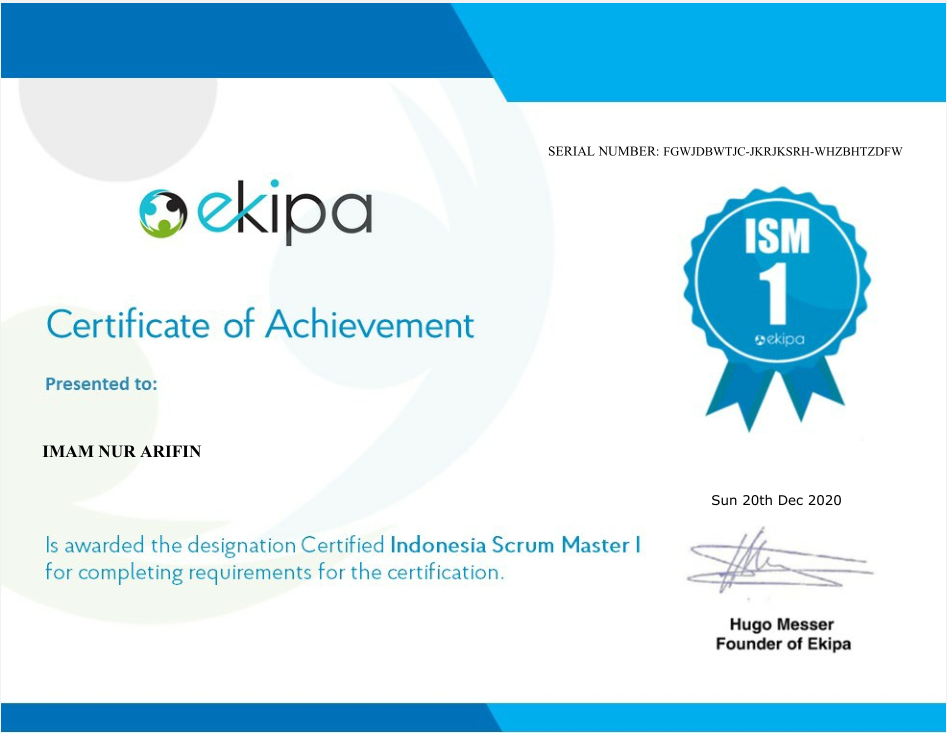 SERIAL NUMBER: FGWJDBWTJC-JKRJKSRH-WHZBHTZDFW
ekipa
ISM
1
ekipa
Certificate of Achievement
Presented to:
IMAM NUR ARIFIN
Sun 20th Dec 2020
Is awarded the designation Certified Indonesia Scrum Master I
for completing requirements for the certification.
Hugo Messer
Founder of Ekipa